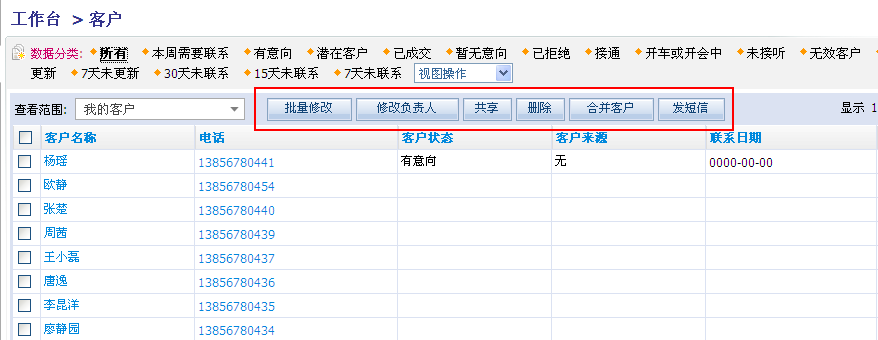 工作台 > 客户
数据分类: 所有 本周需要联系 有意向 潜在客户 已成交 暂无意向 已拒绝 接通 开车或开会中 未接听 无效客户
更新 7天未更新 30天未联系 15天未联系 7天未联系 视图操作
查看范围: 我的客户 批量修改 修改负责人 共享 删除 合并客户 发短信 显示 1
客户名称 电话 客户状态 客户来源 联系日期
杨瑶 13856780441 有意向 无 0000-00-00
欧静 13856780454
张楚 13856780440
周茜 13856780439
王小磊 13856780437
唐逸 13856780436
李昆洋 13856780435
廖静园 13856780434